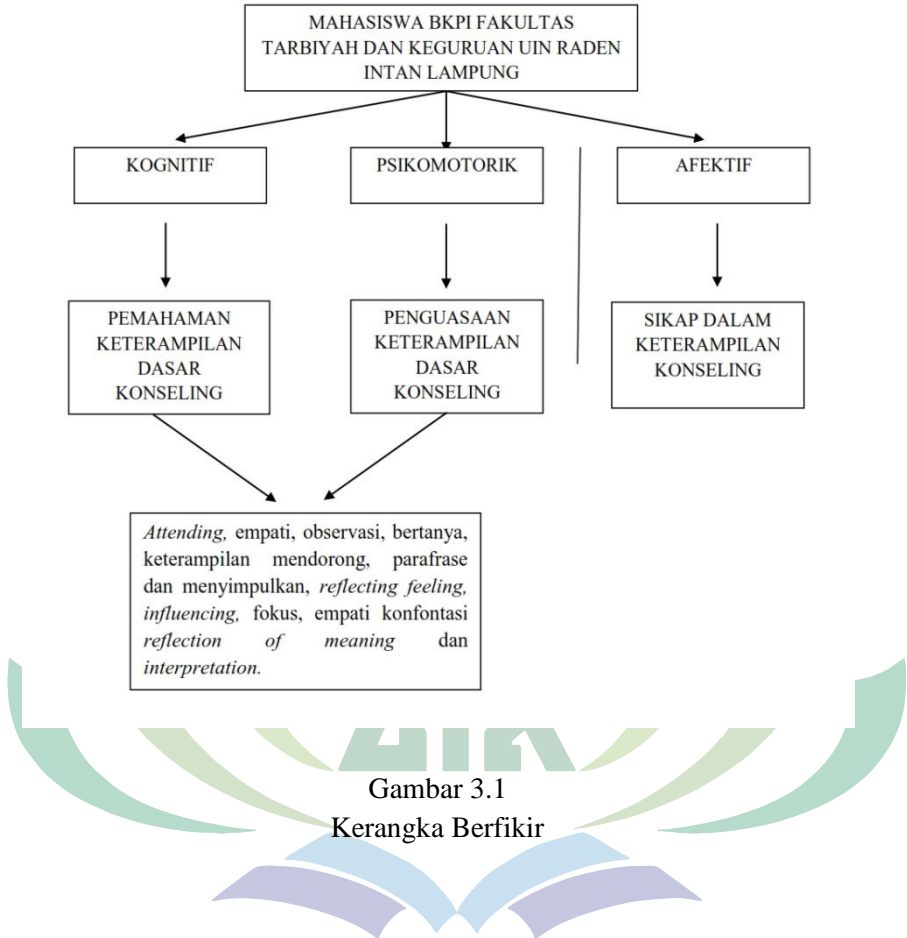 MAHASISWA BKPI FAKULTAS
TARBIYAH DAN KEGURUAN UIN RADEN
INTAN LAMPUNG
KOGNITIF
PSIKOMOTORIK
AFEKTIF
PEMAHAMAN
KETERAMPILAN
DASAR
KONSELING
PENGUASAAN
KETERAMPILAN
DASAR
KONSELING
SIKAP DALAM
KETERAMPILAN
KONSELING
Attending, empati, observasi, bertanya,
keterampilan mendorong, parafrase
dan menyimpulkan, reflecting feeling,
influencing, fokus, empati konfontasi
reflection of meaning dan
interpretation.
Gambar 3.1
Kerangka Berfikir